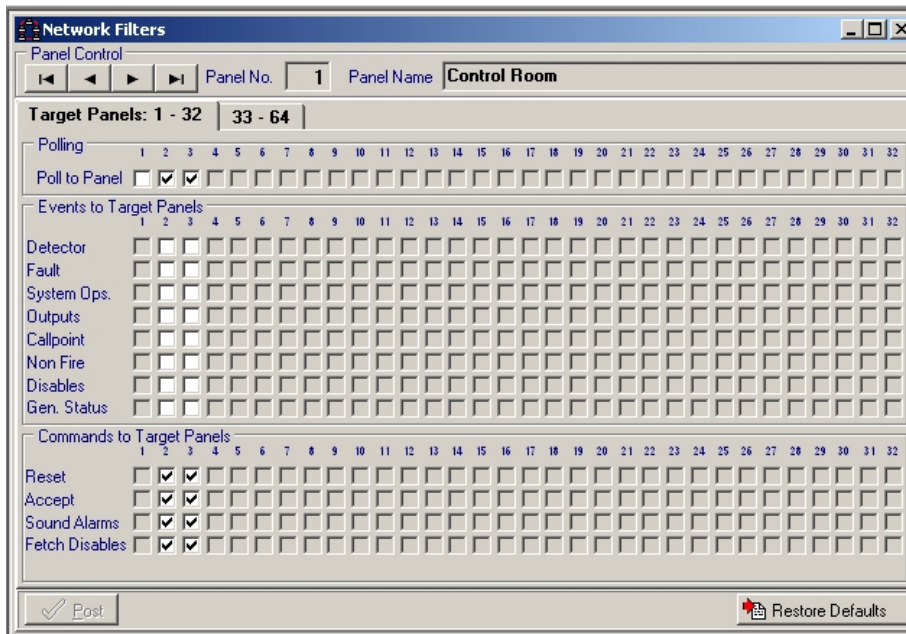 Network Filters
Panel Control
Panel No. 1 Panel Name Control Room
Target Panels: 1 - 32 33 - 64
Polling
1 2 3 4 5 6 7 8 9 10 11 12 13 14 15 16 17 18 19 20 21 22 23 24 25 26 27 28 29 30 31 32
Poll to Panel
Events to Target Panels
1 2 3 4 5 6 7 8 9 10 11 12 13 14 15 16 17 18 19 20 21 22 23 24 25 26 27 28 29 30 31 32
Detector
Fault
System Ops.
Outputs
Callpoint
Non Fire
Disables
Gen. Status
Commands to Target Panels
1 2 3 4 5 6 7 8 9 10 11 12 13 14 15 16 17 18 19 20 21 22 23 24 25 26 27 28 29 30 31 32
Reset
Accept
Sound Alarms
Fetch Disables
Post Restore Defaults